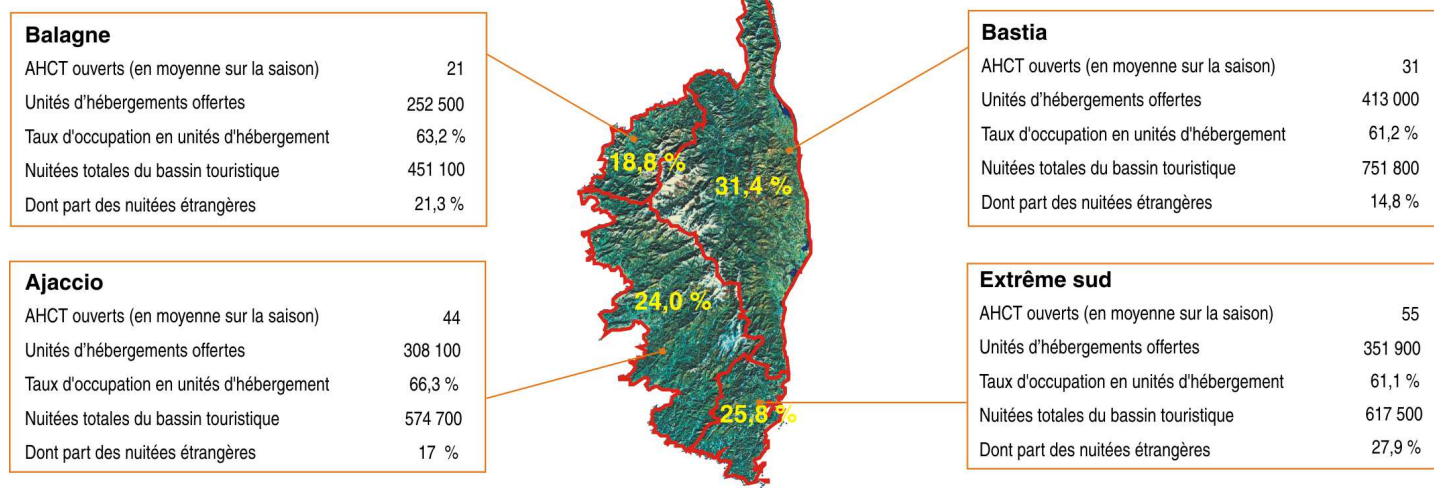 Balagne
AHCT ouverts (en moyenne sur la saison) 21
Unités d'hébergements offertes 252 500
Taux d'occupation en unités d'hébergement 63,2 %
Nuitées totales du bassin touristique 451 100
Dont part des nuitées étrangères 21,3 %
Bastia
AHCT ouverts (en moyenne sur la saison) 31
Unités d'hébergements offertes 413 000
Taux d'occupation en unités d'hébergement 61,2 %
Nuitées totales du bassin touristique 751 800
Dont part des nuitées étrangères 14,8 %
18,8 %
31,4 %
24,0 %
25,8 %
Ajaccio
AHCT ouverts (en moyenne sur la saison) 44
Unités d'hébergements offertes 308 100
Taux d'occupation en unités d'hébergement 66,3 %
Nuitées totales du bassin touristique 574 700
Dont part des nuitées étrangères 17 %
Extrême sud
AHCT ouverts (en moyenne sur la saison) 55
Unités d'hébergements offertes 351 900
Taux d'occupation en unités d'hébergement 61,1 %
Nuitées totales du bassin touristique 617 500
Dont part des nuitées étrangères 27,9 %